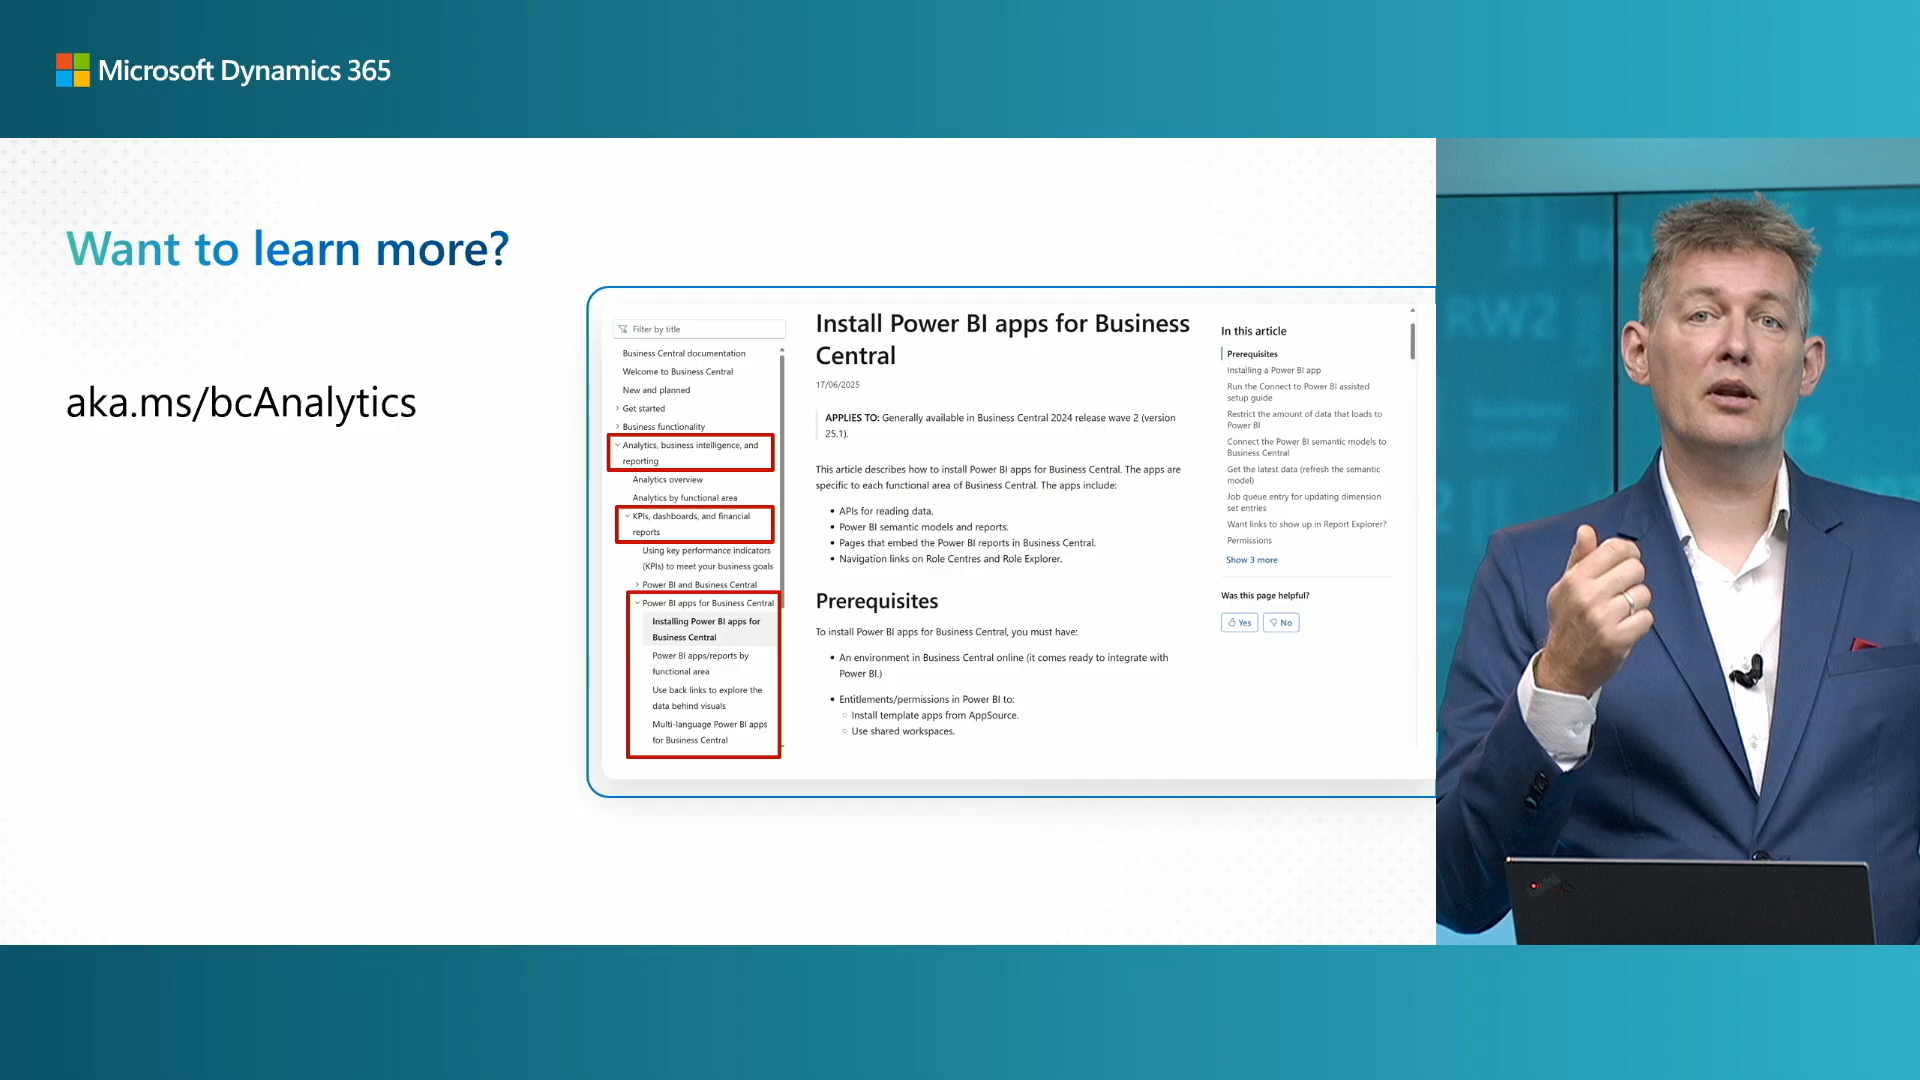 Microsoft Dynamics 365
Want to learn more?
aka.ms/bcAnalytics
Filter by title
Business Central documentation
Welcome to Business Central
New and planned
Get started
Business functionality
Analytics, business intelligence, and
reporting
Analytics overview
Analytics by functional area
KPIs, dashboards, and financial
reports
Using key performance indicators
(KPIs) to meet your business goals
Power BI and Business Central
Power BI apps for Business Central
Installing Power BI apps for
Business Central
Power BI apps/reports by
functional area
Use back links to explore the
data behind visuals
Multi-language Power BI apps
for Business Central
Install Power BI apps for Business
Central
17/06/2025
APPLIES TO: Generally available in Business Central 2024 release wave 2 (version
25.1).
This article describes how to install Power BI apps for Business Central. The apps are
specific to each functional area of Business Central. The apps include:
• APIs for reading data.
• Power BI semantic models and reports.
• Pages that embed the Power BI reports in Business Central.
• Navigation links on Role Centres and Role Explorer.
Prerequisites
To install Power BI apps for Business Central, you must have:
• An environment in Business Central online (it comes ready to integrate with
Power BI.)
• Entitlements/permissions in Power BI to:
○ Install template apps from AppSource.
○ Use shared workspaces.
In this article
Prerequisites
Installing a Power BI app
Run the Connect to Power BI assisted
setup guide
Restrict the amount of data that loads to
Power BI
Connect the Power BI semantic models to
Business Central
Get the latest data (refresh the semantic
model)
Job queue entry for updating dimension
set entries
Want links to show up in Report Explorer?
Permissions
Show 3 more
Was this page helpful?
Yes
No
RW2